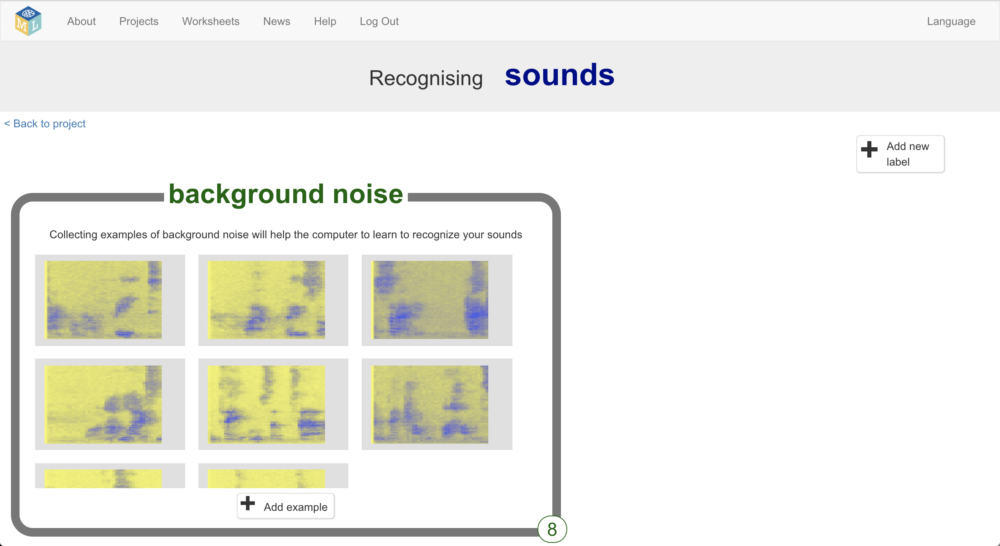 M L
About Projects Worksheets News Help Log Out Language
Recognising sounds
< Back to project
Add new
label
background noise
Collecting examples of background noise will help the computer to learn to recognize your sounds
Add example
8